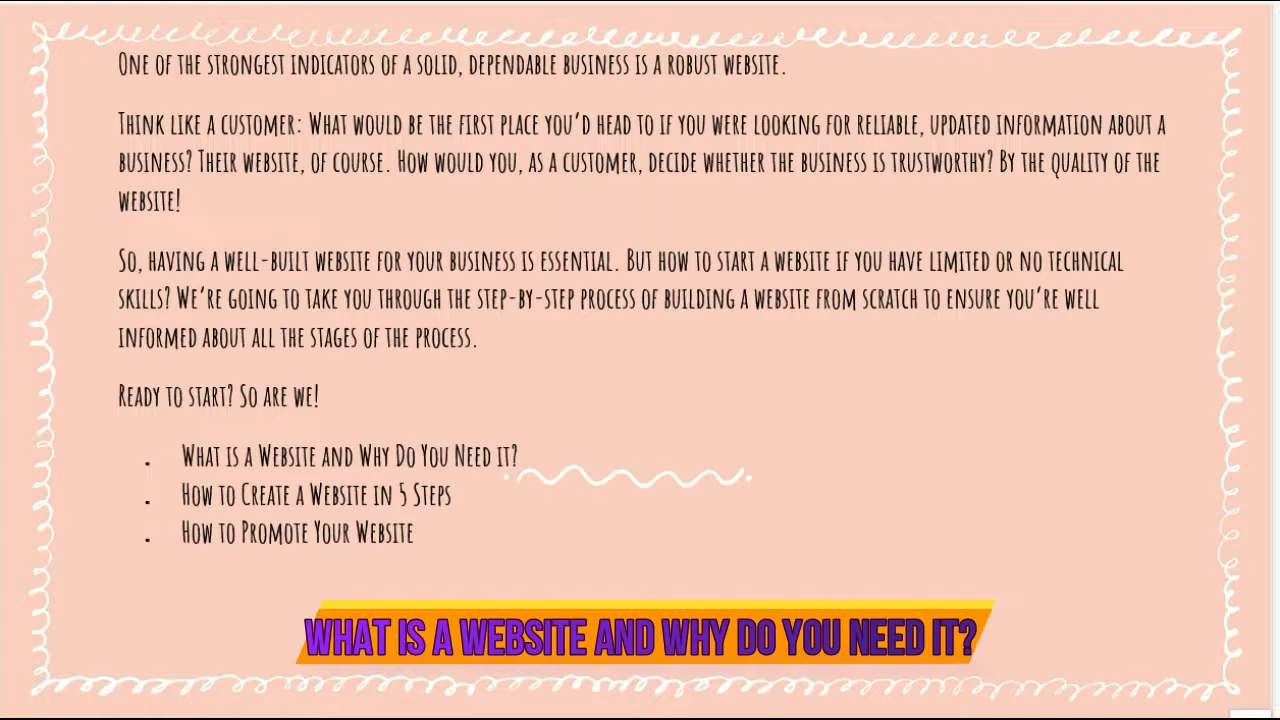 One of the strongest indicators of a solid, dependable business is a robust website.
Think like a customer: What would be the first place you'd head to if you were looking for reliable, updated information about a
business? Their website, of course. How would you, as a customer, decide whether the business is trustworthy? By the quality of the
website!
So, having a well-built website for your business is essential. But how to start a website if you have limited or no technical
skills? We're going to take you through the step-by-step process of building a website from scratch to ensure you're well
informed about all the stages of the process.
Ready to start? So are we!
. What is a Website and Why Do You Need it?
. How to Create a Website in 5 Steps
. How to Promote Your Website
WHAT IS A WEBSITE AND WHY DO YOU NEED IT?